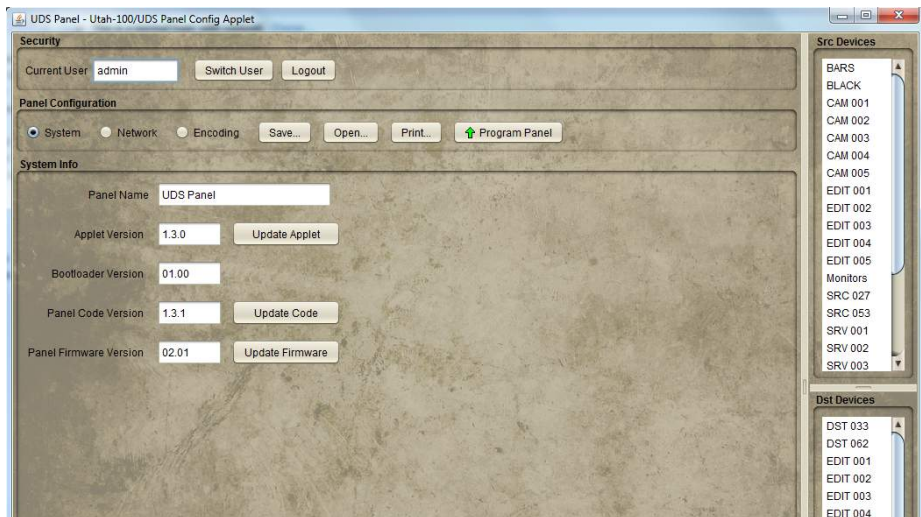 UDS Panel - Utah-100/UDS Panel Config Applet
Security
Current User admin Switch User Logout
Panel Configuration
System Network Encoding Save... Open... Print... Program Panel
System Info
Panel Name UDS Panel
Applet Version 1.3.0 Update Applet
Bootloader Version 01.00
Panel Code Version 1.3.1 Update Code
Panel Firmware Version 02.01 Update Firmware
Src Devices
BARS
BLACK
CAM 001
CAM 002
CAM 003
CAM 004
CAM 005
EDIT 001
EDIT 002
EDIT 003
EDIT 004
EDIT 005
Monitors
SRC 027
SRC 053
SRV 001
SRV 002
SRV 003
Dst Devices
DST 033
DST 062
EDIT 001
EDIT 002
EDIT 003
EDIT 004